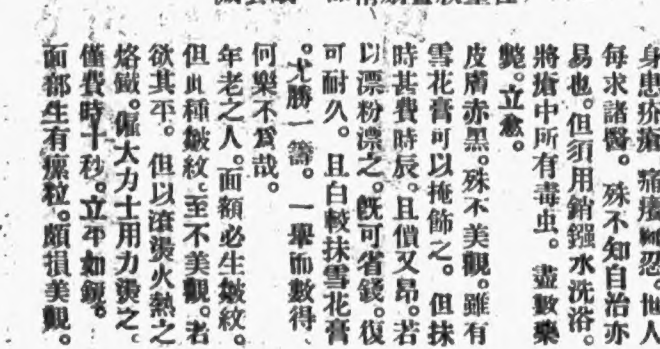 身患疥瘡。痛癢難忍。世人
每求諸醫。殊不知自治亦
易也。但須用銷鏹水洗浴。
將瘡中所有毒虫。盡數藥
斃。立愈。
皮膚赤黑。殊不美觀。雖有
雪花膏可以掩飾之。但抹
時甚費時辰。且價又昂。若
以漂粉漂之。旣可省錢。復
可耐久。且白較抹雪花膏
。尤勝一籌。一舉而數得
何樂不爲哉。
年老之人。面額必生皴紋。
但此種皴紋。至不美觀。若
欲其平。但以滾燙火熱之
烙鐵。僱大力士用力燙之。
僅費時十秒。立平如鏡。
面部生有瘰粒。頗損美觀。